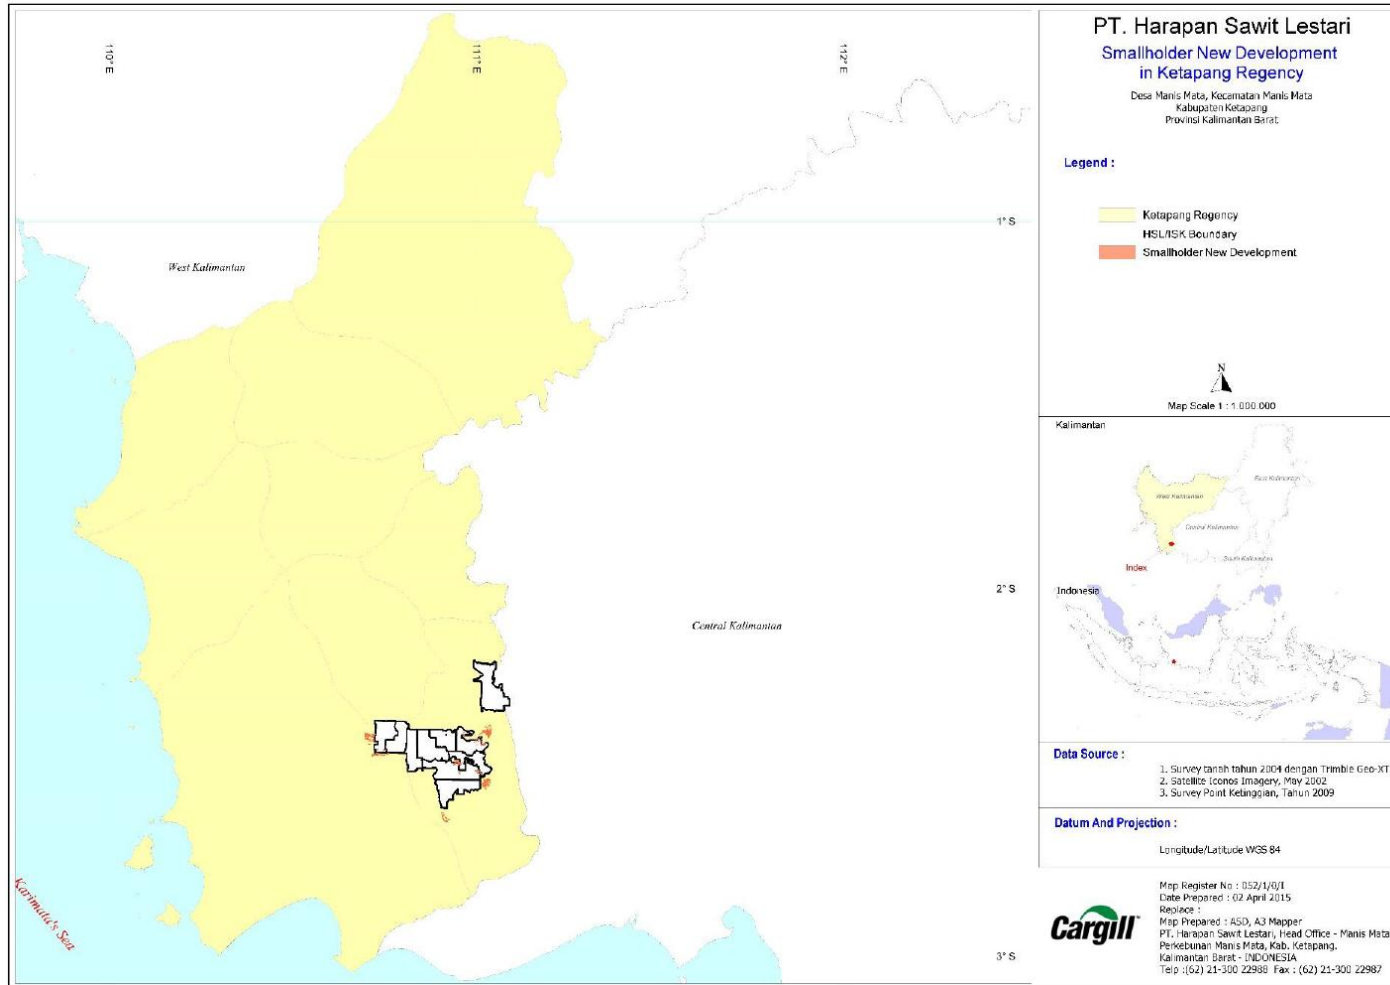 110° E
111° E
112° E
1° S
West Kalimantan
2° S
Central Kalimantan
Karimata's Sea
3° S
PT. Harapan Sawit Lestari
Smallholder New Development
in Ketapang Regency
Desa Manis Mata, Kecamatan Manis Mata
Kabupaten Ketapang
Provinsi Kalimantan Barat
Legend :
Ketapang Regency
HSL/ISK Boundary
Smallholder New Development
N
Map Scale 1 : 1.000.000
Kalimantan
West Kalimantan
East Kalimantan
Central Kalimantan
South Kalimantan
Index
Indonesia
Data Source :
1. Survey tanah tahun 2004 dengan Trimble Geo-XT
2. Satellite Iconos Imagery, May 2002
3. Survey Point Ketinggian, Tahun 2009
Datum And Projection :
Longitude/Latitude WGS 84
Cargill
Map Register No : 052/1/0/I
Date Prepared : 02 April 2015
Replace :
Map Prepared : ASD, A3 Mapper
PT. Harapan Sawit Lestari, Head Office - Manis Mata
Perkebunan Manis Mata, Kab. Ketapang.
Kalimantan Barat - INDONESIA
Telp :(62) 21-300 22988 Fax : (62) 21-300 22987